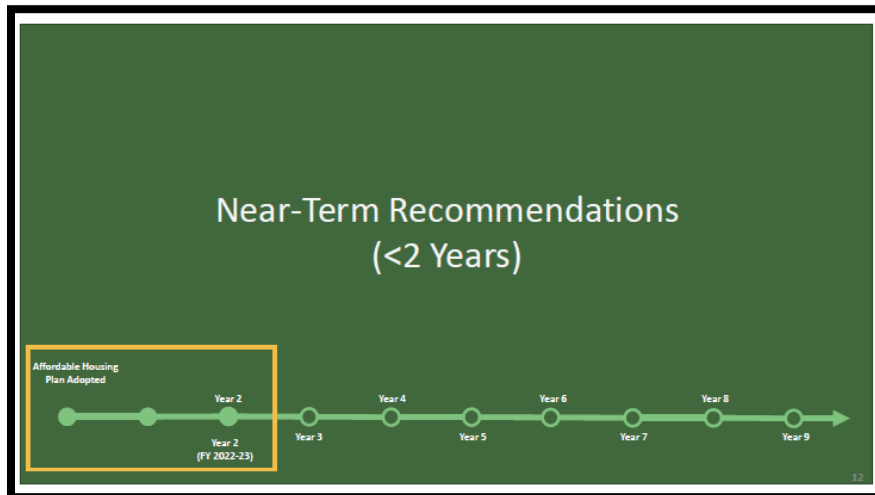 Near-Term Recommendations
(<2 Years)
Affordable Housing
Plan Adopted
Year 2
Year 4
Year 6
Year 8
Year 2
(FY 2022-23)
Year 3
Year 5
Year 7
Year 9
12